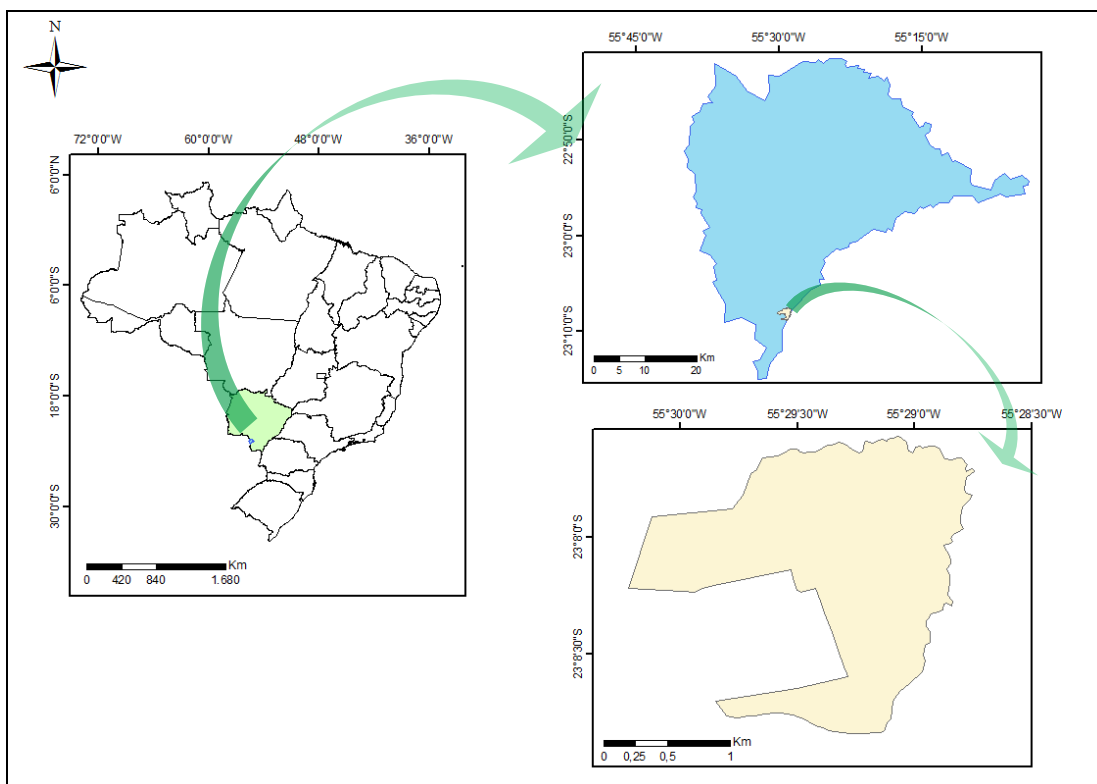 N
72°0'0"W 60°0'0"W 48°0'0"W 36°0'0"W
6°0'0"N
6°0'0"S
18°0'0"S
30°0'0"S
Km
0 420 840 1.680
55°45'0"W 55°30'0"W 55°15'0"W
22°50'0"S
23°0'0"S
23°10'0"S
Km
0 5 10 20
55°30'0"W 55°29'30"W 55°29'0"W 55°28'30"W
23°8'0"S
23°8'30"S
Km
0 0,25 0,5 1